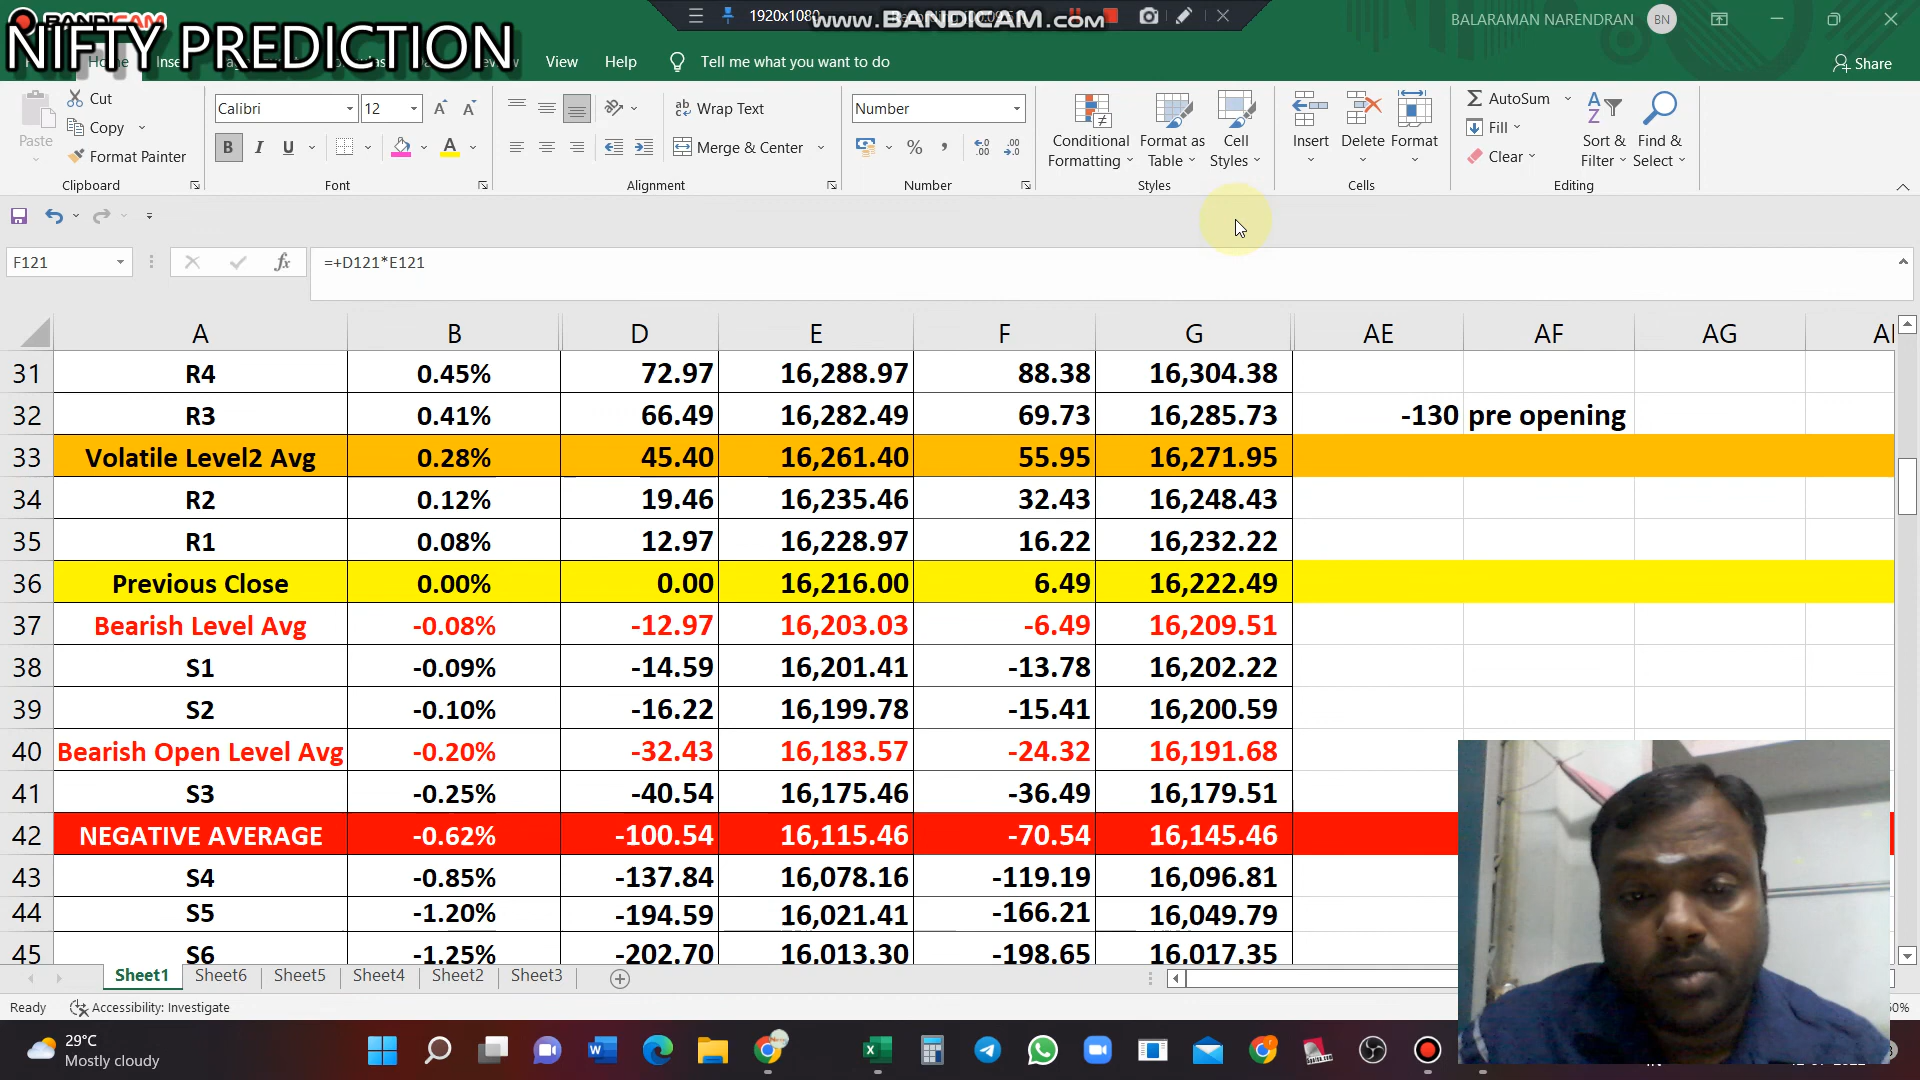 BANDICAM
NIFTY PREDICTION
1920x1080
www.BANDICAM.com
BALARAMAN NARENDRAN
BN
Home
View
Help
Tell me what you want to do
Share
Paste
Cut
Copy
Format Painter
Clipboard
Calibri
12
B I U
A
Font
Wrap Text
Merge & Center
Alignment
Number
%
Number
Conditional Formatting
Format as Table
Cell Styles
Styles
Insert
Delete
Format
Cells
AutoSum
Fill
Clear
Sort & Filter
Find & Select
Editing
F121
fx
=+D121*E121
A B D E F G AE AF AG
31 R4 0.45% 72.97 16,288.97 88.38 16,304.38
32 R3 0.41% 66.49 16,282.49 69.73 16,285.73 -130 pre opening
33 Volatile Level2 Avg 0.28% 45.40 16,261.40 55.95 16,271.95
34 R2 0.12% 19.46 16,235.46 32.43 16,248.43
35 R1 0.08% 12.97 16,228.97 16.22 16,232.22
36 Previous Close 0.00% 0.00 16,216.00 6.49 16,222.49
37 Bearish Level Avg -0.08% -12.97 16,203.03 -6.49 16,209.51
38 S1 -0.09% -14.59 16,201.41 -13.78 16,202.22
39 S2 -0.10% -16.22 16,199.78 -15.41 16,200.59
40 Bearish Open Level Avg -0.20% -32.43 16,183.57 -24.32 16,191.68
41 S3 -0.25% -40.54 16,175.46 -36.49 16,179.51
42 NEGATIVE AVERAGE -0.62% -100.54 16,115.46 -70.54 16,145.46
43 S4 -0.85% -137.84 16,078.16 -119.19 16,096.81
44 S5 -1.20% -194.59 16,021.41 -166.21 16,049.79
45 S6 -1.25% -202.70 16,013.30 -198.65 16,017.35
Sheet1 Sheet6 Sheet5 Sheet4 Sheet2 Sheet3
Ready
Accessibility: Investigate
29°C
Mostly cloudy